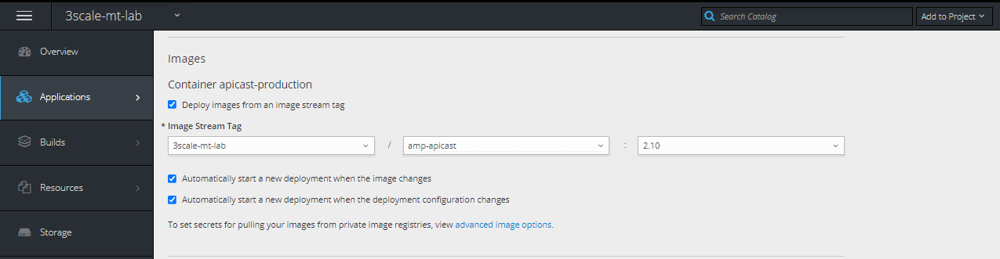 3scale-mt-lab
Search Catalog
Add to Project
Overview
Applications
Builds
Resources
Storage
Images
Container apicast-production
Deploy images from an image stream tag
* Image Stream Tag
3scale-mt-lab / amp-apicast : 2.10
Automatically start a new deployment when the image changes
Automatically start a new deployment when the deployment configuration changes
To set secrets for pulling your images from private image registries, view advanced image options.